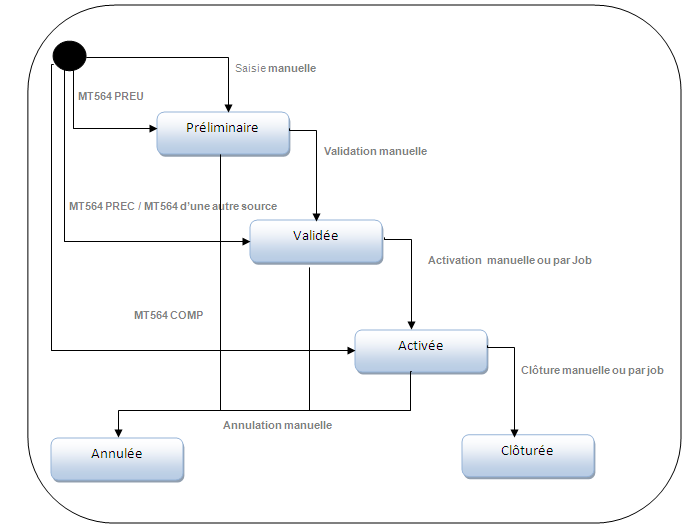 Saisie manuelle
MT564 PREU
Préliminaire
Validation manuelle
MT564 PREC / MT564 d'une autre source
Validée
Activation manuelle ou par Job
MT564 COMP
Activée
Clôture manuelle ou par job
Annulation manuelle
Annulée
Clôturée